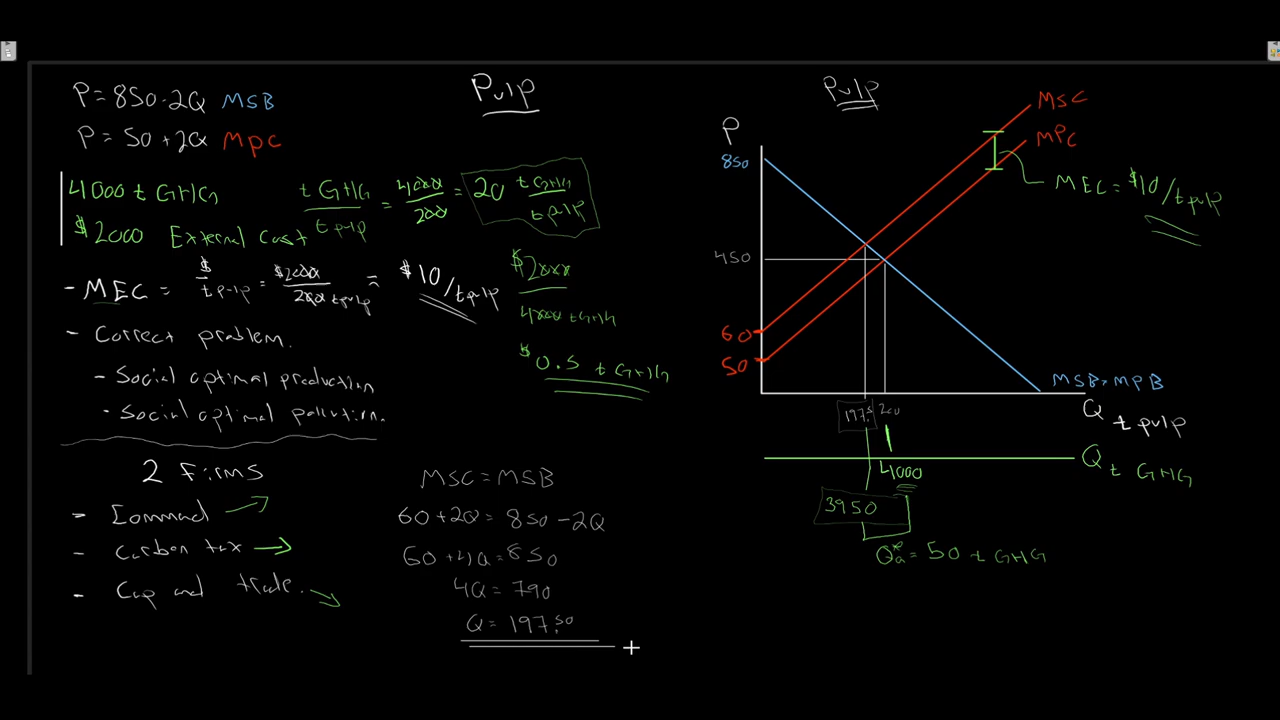 Pulp
P = 850 - 2Q MSB
P = 50 + 2Q MPC
4000 t GHG
$2000 External Cost
t GHG / t pulp = 4000 / 200 = 20 t GHG / t pulp
- MEC = $ / t pulp = $2000 / 200 t pulp = $10 / t pulp
$2000 / 4000 t GHG
$0.5 t GHG
- Correct problem.
- Social optimal production
- Social optimal pollution.
2 Firms
- Command
- Carbon tax
- Cap and trade.
MSC = MSB
60 + 2Q = 850 - 2Q
60 + 4Q = 850
4Q = 790
Q = 197.50
Pulp
P
850
450
60
50
MSC
MPC
MEC = $10 / t pulp
MSB = MPB
197.5 200
Q t pulp
4000
Q t GHG
3950
Qa* = 50 t GHG